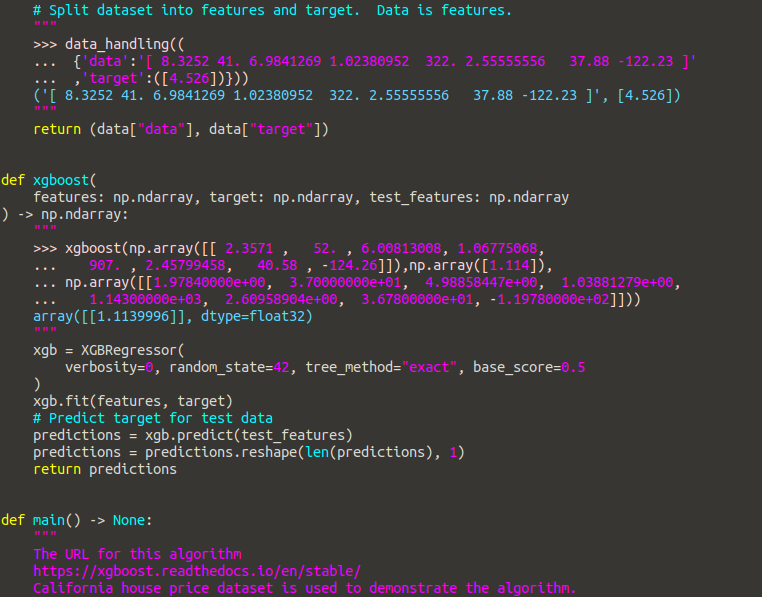 # Split dataset into features and target.  Data is features.
"""
>>> data_handling((
...  {'data':'[ 8.3252 41. 6.9841269 1.02380952  322. 2.55555556   37.88 -122.23 ]'
...  ,'target':([4.526])}))
('[ 8.3252 41. 6.9841269 1.02380952  322. 2.55555556   37.88 -122.23 ]', [4.526])
"""
return (data["data"], data["target"])
def xgboost(
    features: np.ndarray, target: np.ndarray, test_features: np.ndarray
) -> np.ndarray:
    """
    >>> xgboost(np.array([[ 2.3571 ,   52. , 6.00813008, 1.06775068,
    ...    907. , 2.45799458,   40.58 , -124.26]]),np.array([1.114]),
    ... np.array([[1.97840000e+00,  3.70000000e+01,  4.98858447e+00,  1.03881279e+00,
    ...    1.14300000e+03,  2.60958904e+00,  3.67800000e+01, -1.19780000e+02]]))
    array([[1.1139996]], dtype=float32)
    """
    xgb = XGBRegressor(
        verbosity=0, random_state=42, tree_method="exact", base_score=0.5
    )
    xgb.fit(features, target)
    # Predict target for test data
    predictions = xgb.predict(test_features)
    predictions = predictions.reshape(len(predictions), 1)
    return predictions
def main() -> None:
    """
    The URL for this algorithm
    https://xgboost.readthedocs.io/en/stable/
    California house price dataset is used to demonstrate the algorithm.